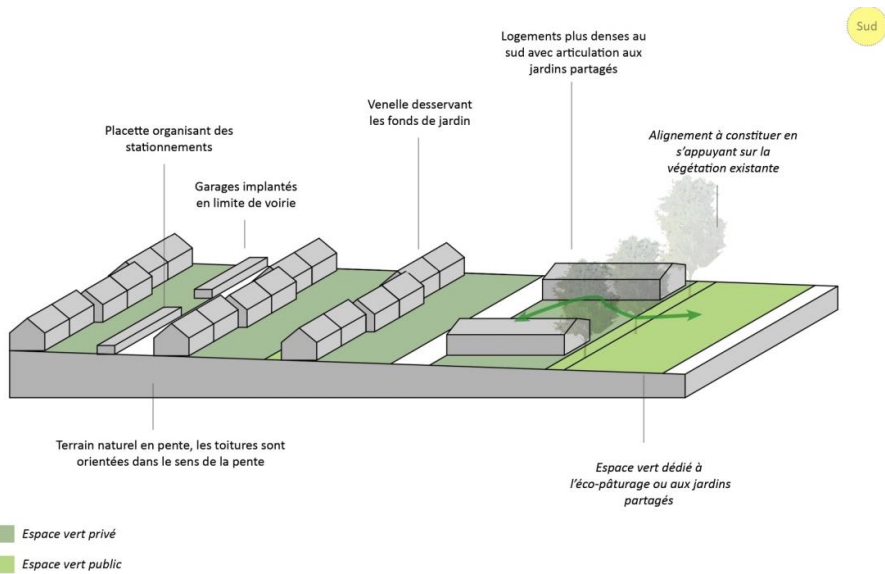 Sud
Logements plus denses au
sud avec articulation aux
jardins partagés
Venelle desservant
les fonds de jardin
Placette organisant des
stationnements
Alignement à constituer en
s'appuyant sur la
végétation existante
Garages implantés
en limite de voirie
Terrain naturel en pente, les toitures sont
orientées dans le sens de la pente
Espace vert dédié à
l'éco-pâturage ou aux jardins
partagés
Espace vert privé
Espace vert public